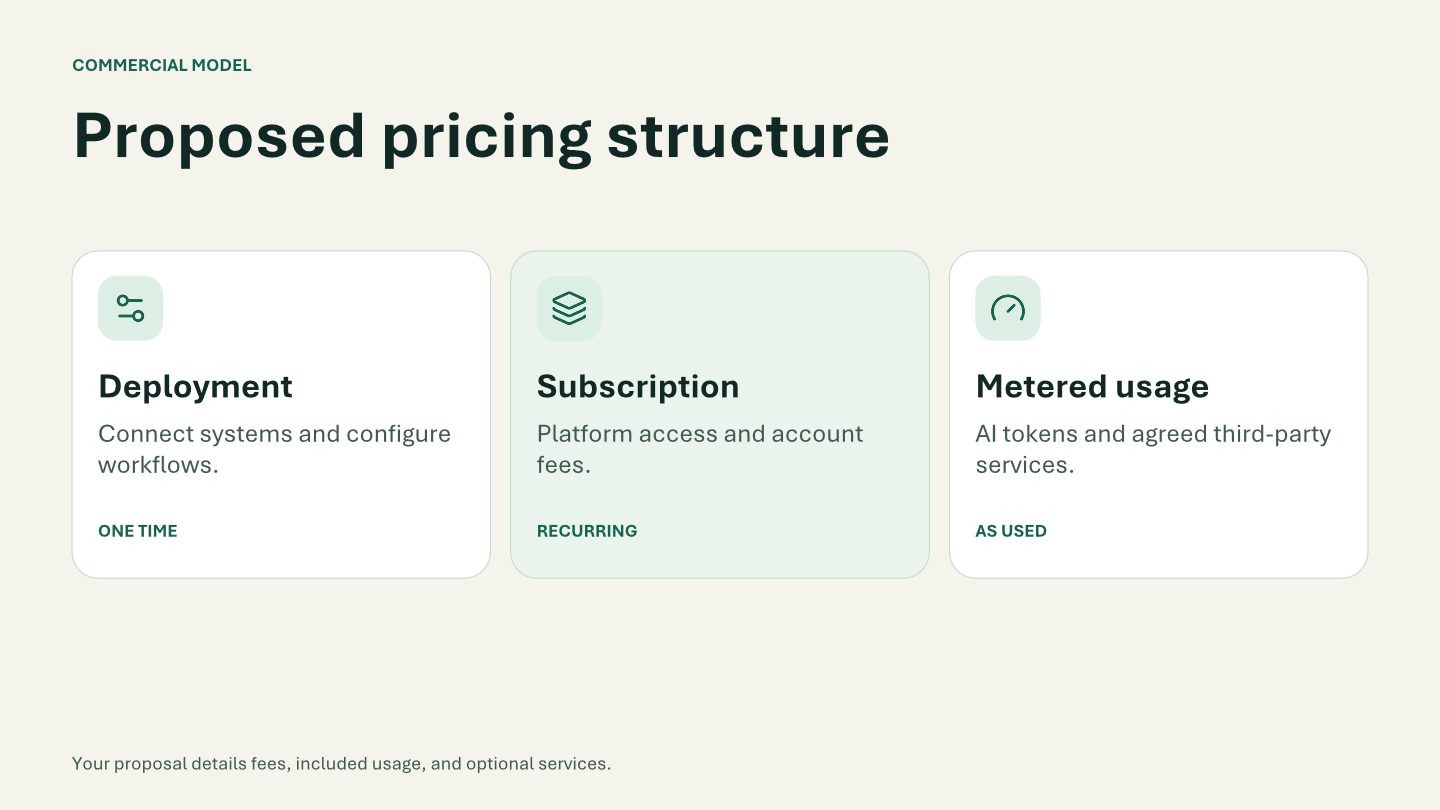 COMMERCIAL MODEL
Proposed pricing structure
Deployment
Connect systems and configure
workflows.
ONE TIME
Subscription
Platform access and account
fees.
RECURRING
Metered usage
AI tokens and agreed third-party
services.
AS USED
Your proposal details fees, included usage, and optional services.